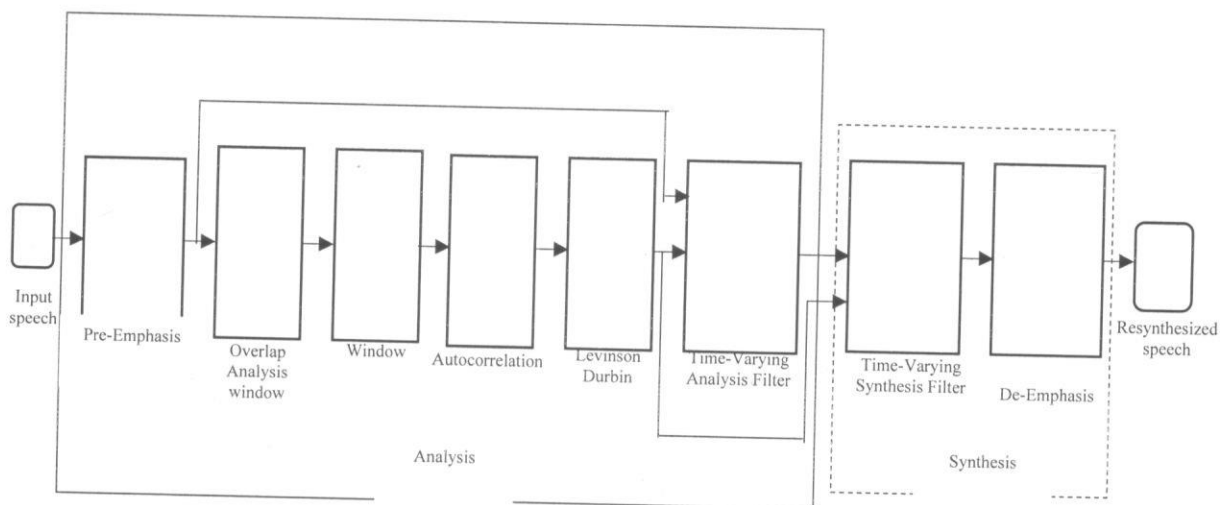 Input
speech
Pre-Emphasis
Overlap
Analysis
window
Window
Autocorrelation
Levinson
Durbin
Time-Varying
Analysis Filter
Time-Varying
Synthesis Filter
De-Emphasis
Resynthesized
speech
Analysis
Synthesis